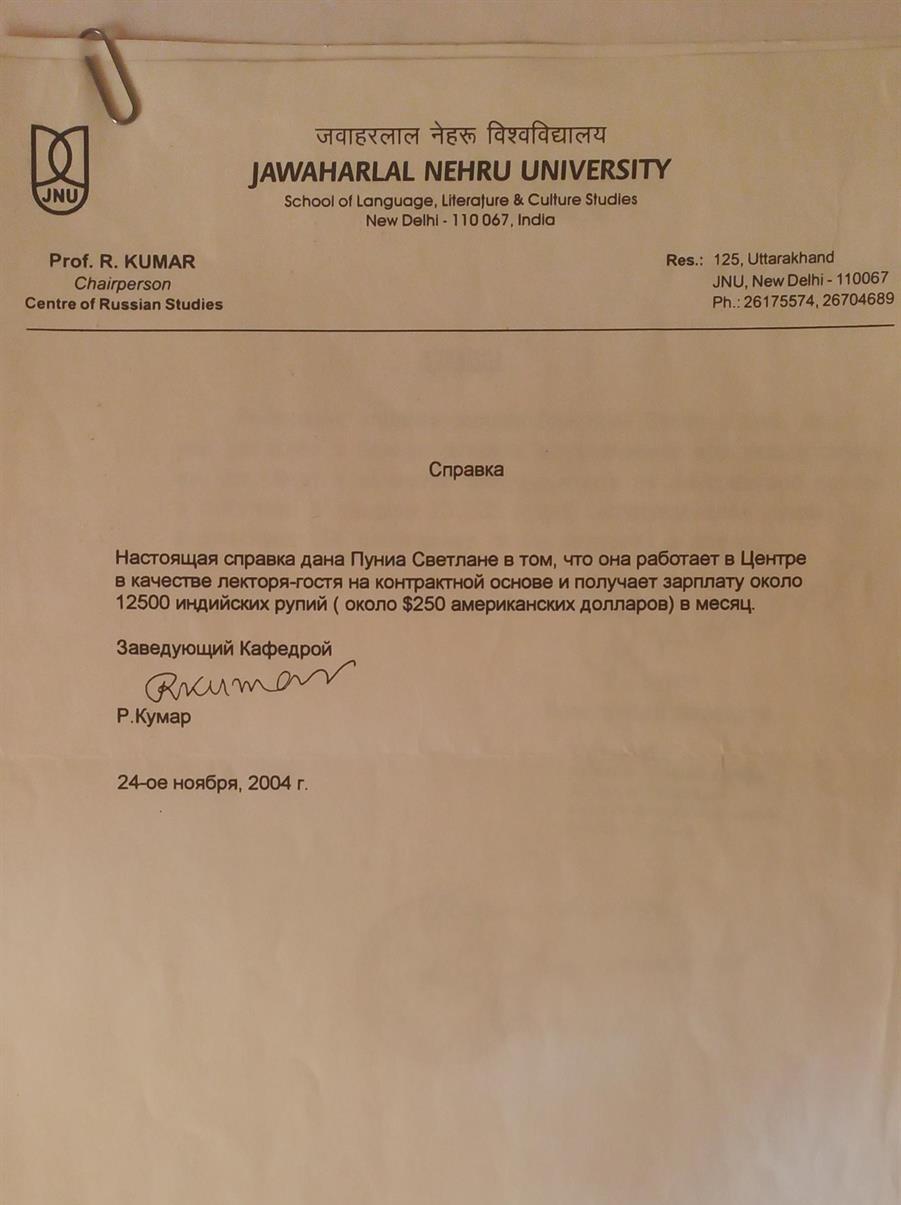 जवाहरलाल नेहरू विश्वविद्यालय
JAWAHARLAL NEHRU UNIVERSITY
School of Language, Literature & Culture Studies
New Delhi - 110 067, India
JNU
Prof. R. KUMAR
Chairperson
Centre of Russian Studies
Res.: 125, Uttarakhand
JNU, New Delhi - 110067
Ph.: 26175574, 26704689
Справка
Настоящая справка дана Пуниа Светлане в том, что она работает в Центре
в качестве лекторя-гостя на контрактной основе и получает зарплату около
12500 индийских рупий ( около $250 американских долларов) в месяц.
Заведующий Кафедрой
RKumar
Р.Кумар
24-ое ноября, 2004 г.